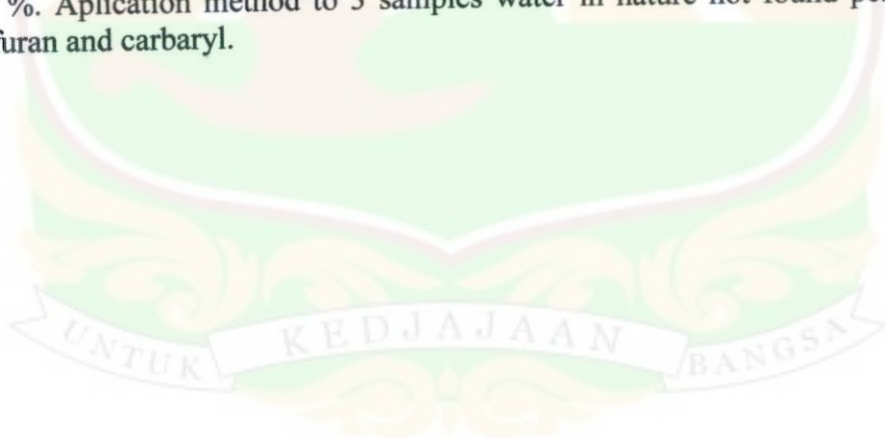 %. Aplication method to 3 samples water in nature not found
furan and carbaryl.
UNTUK KEDJAJAAN BANGSA